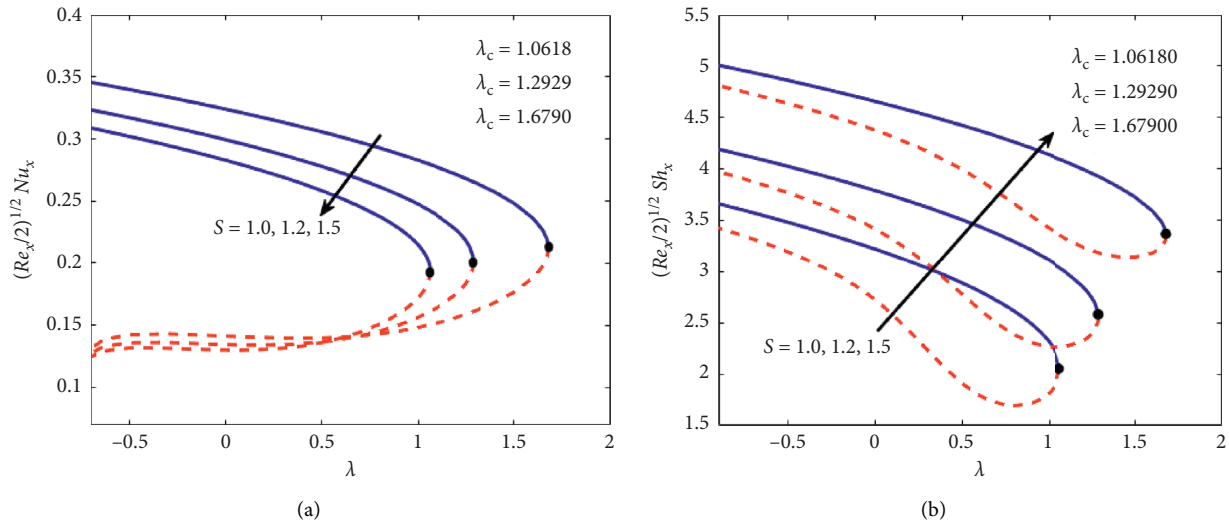 0.4
0.35
0.3
0.25
0.2
0.15
0.1
(Re_x/2)^{1/2} Nu_x
λ_c = 1.0618
λ_c = 1.2929
λ_c = 1.6790
S = 1.0, 1.2, 1.5
−0.5 0 0.5 1 1.5 2
λ
(a)
5.5
5
4.5
4
3.5
3
2.5
2
1.5
(Re_x/2)^{1/2} Sh_x
λ_c = 1.06180
λ_c = 1.29290
λ_c = 1.67900
S = 1.0, 1.2, 1.5
−0.5 0 0.5 1 1.5 2
λ
(b)